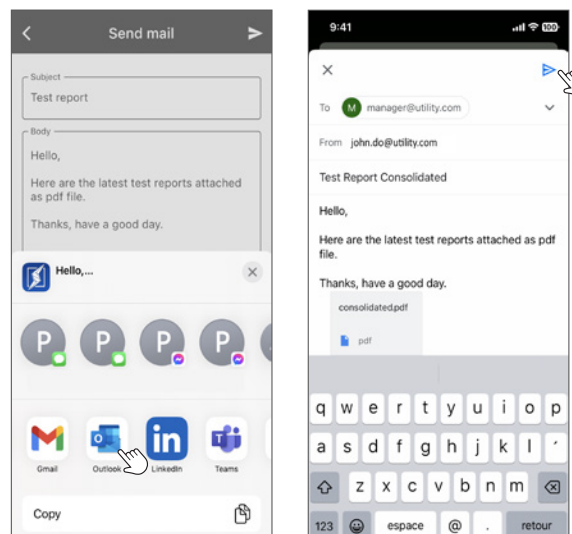 Send mail
Subject
Test report
Body
Hello,
Here are the latest test reports attached
as pdf file.
Thanks, have a good day.
Hello,...
P
P
P
P
Gmail
Outlook
LinkedIn
Teams
Copy
9:41
100
To M manager@utility.com
From john.do@utility.com
Test Report Consolidated
Hello,
Here are the latest test reports attached as pdf
file.
Thanks, have a good day.
consolidated.pdf
pdf
q w e r t y u i o p
a s d f g h j k l ´
z x c v b n m
123 espace @ . retour